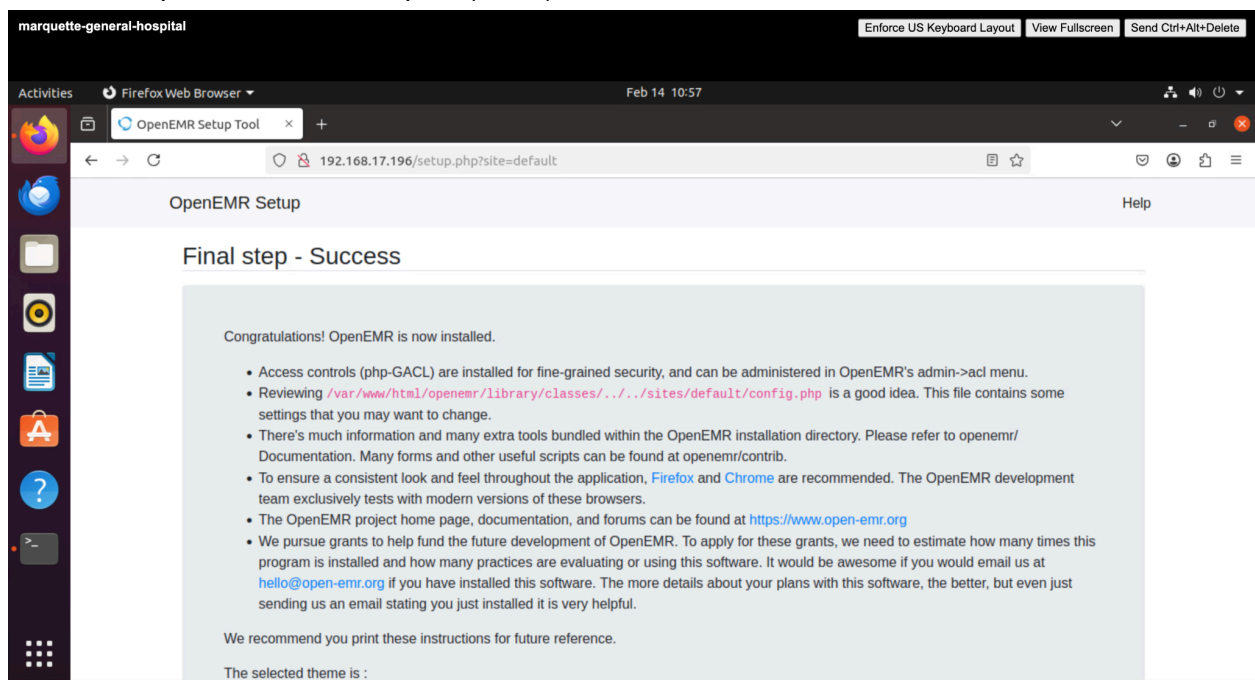 marquette-general-hospital
Enforce US Keyboard Layout View Fullscreen Send Ctrl+Alt+Delete
Activities Firefox Web Browser Feb 14 10:57
OpenEMR Setup Tool
192.168.17.196/setup.php?site=default
OpenEMR Setup Help
Final step - Success
Congratulations! OpenEMR is now installed.
• Access controls (php-GACL) are installed for fine-grained security, and can be administered in OpenEMR's admin->acl menu.
• Reviewing /var/www/html/openemr/library/classes/../../sites/default/config.php is a good idea. This file contains some
settings that you may want to change.
• There's much information and many extra tools bundled within the OpenEMR installation directory. Please refer to openemr/
Documentation. Many forms and other useful scripts can be found at openemr/contrib.
• To ensure a consistent look and feel throughout the application, Firefox and Chrome are recommended. The OpenEMR development
team exclusively tests with modern versions of these browsers.
• The OpenEMR project home page, documentation, and forums can be found at https://www.open-emr.org
• We pursue grants to help fund the future development of OpenEMR. To apply for these grants, we need to estimate how many times this
program is installed and how many practices are evaluating or using this software. It would be awesome if you would email us at
hello@open-emr.org if you have installed this software. The more details about your plans with this software, the better, but even just
sending us an email stating you just installed it is very helpful.
We recommend you print these instructions for future reference.
The selected theme is :